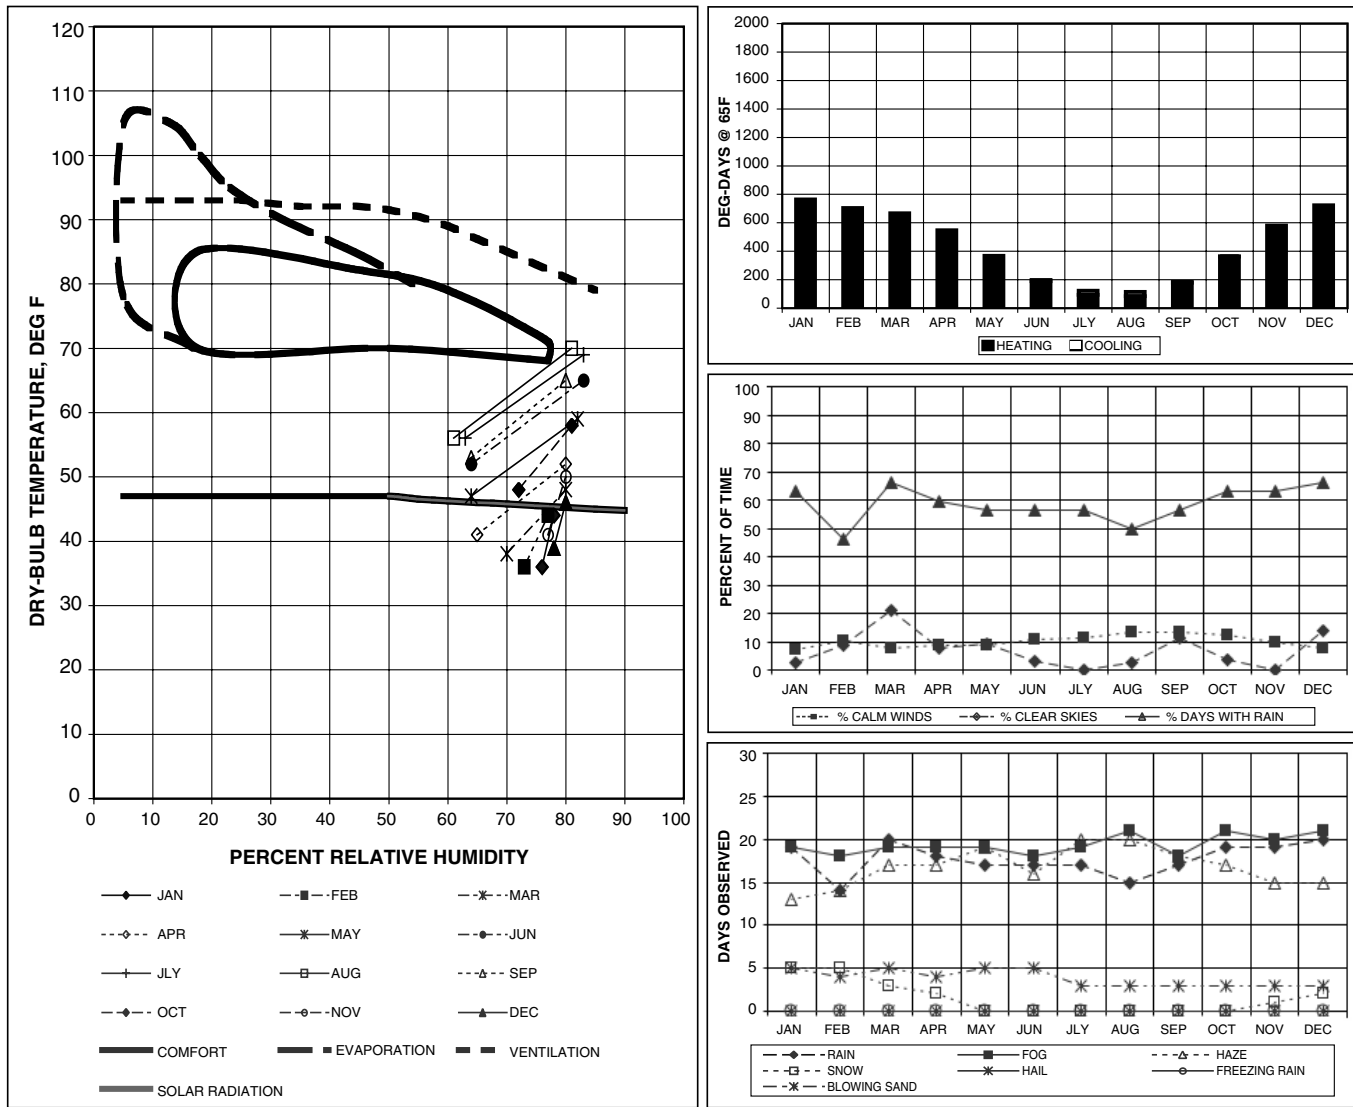 120
110
100
90
80
70
60
50
40
30
20
10
0
DRY-BULB TEMPERATURE, DEG F
0 10 20 30 40 50 60 70 80 90 100
PERCENT RELATIVE HUMIDITY
JAN FEB MAR
APR MAY JUN
JLY AUG SEP
OCT NOV DEC
COMFORT EVAPORATION VENTILATION
SOLAR RADIATION
2000
1800
1600
1400
1200
1000
800
600
400
200
0
DEG-DAYS @ 65F
JAN FEB MAR APR MAY JUN JLY AUG SEP OCT NOV DEC
HEATING COOLING
100
90
80
70
60
50
40
30
20
10
0
PERCENT OF TIME
JAN FEB MAR APR MAY JUN JLY AUG SEP OCT NOV DEC
% CALM WINDS % CLEAR SKIES % DAYS WITH RAIN
30
25
20
15
10
5
0
DAYS OBSERVED
JAN FEB MAR APR MAY JUN JLY AUG SEP OCT NOV DEC
RAIN FOG HAZE
SNOW HAIL FREEZING RAIN
BLOWING SAND